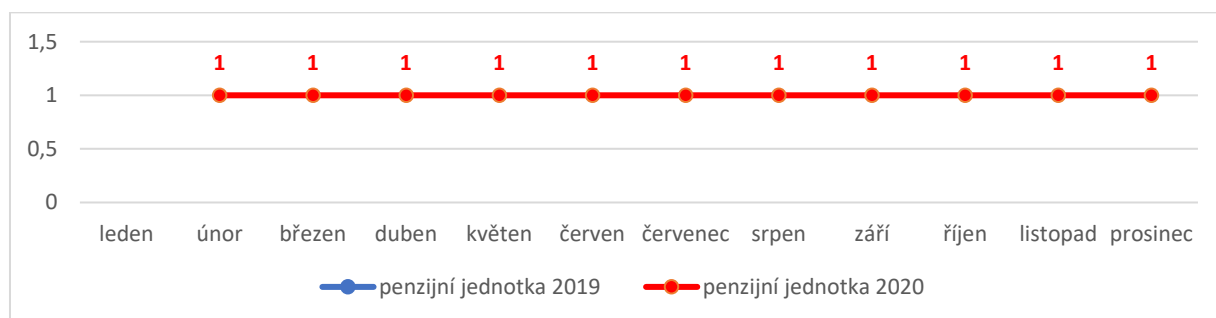 1,5
1 1 1 1 1 1 1 1 1 1 1
1
0,5
0
leden únor březen duben květen červen červenec srpen září říjen listopad prosinec
penzijní jednotka 2019 penzijní jednotka 2020